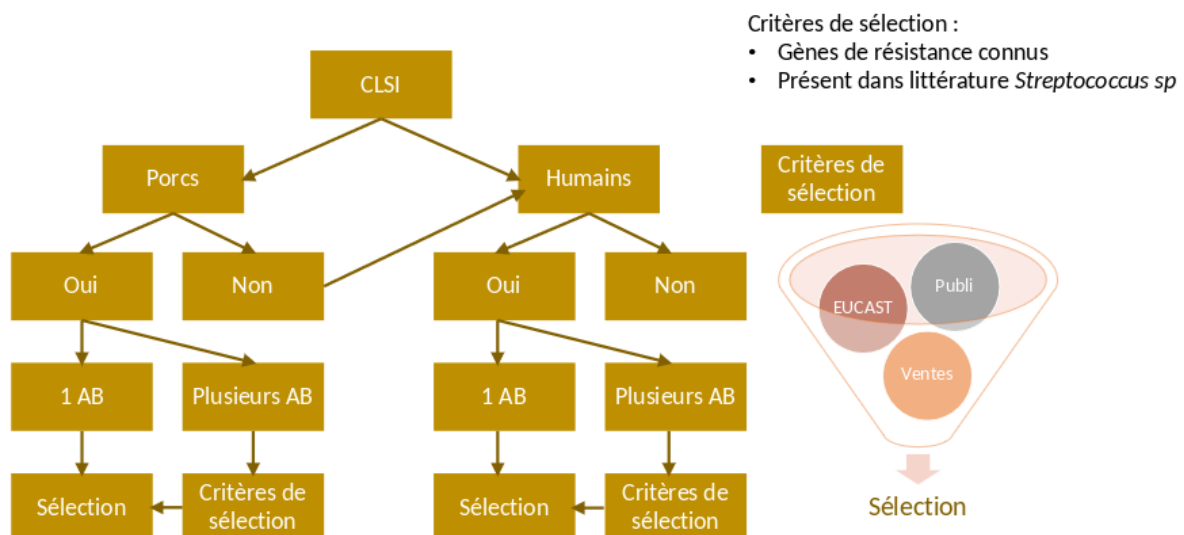 Critères de sélection :
• Gènes de résistance connus
• Présent dans littérature Streptococcus sp
CLSI
Porcs
Humains
Critères de
sélection
Oui
Non
Oui
Non
EUCAST
Publi
Ventes
1 AB
Plusieurs AB
1 AB
Plusieurs AB
Sélection
Critères de
sélection
Sélection
Critères de
sélection
Sélection